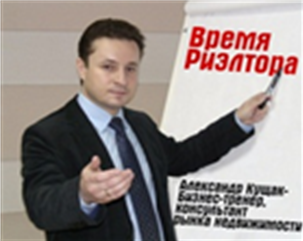 Время
Риэлтора
Александр Кущак-
Бизнес-тренер,
консультант
рынка недвижимости